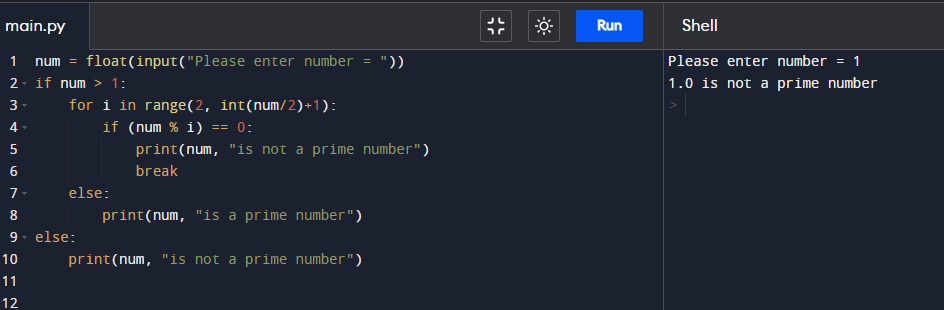 main.py
Run
Shell
1 num = float(input("Please enter number = "))
2 if num > 1:
3     for i in range(2, int(num/2)+1):
4         if (num % i) == 0:
5             print(num, "is not a prime number")
6             break
7     else:
8         print(num, "is a prime number")
9 else:
10     print(num, "is not a prime number")
11
12
Please enter number = 1
1.0 is not a prime number
>